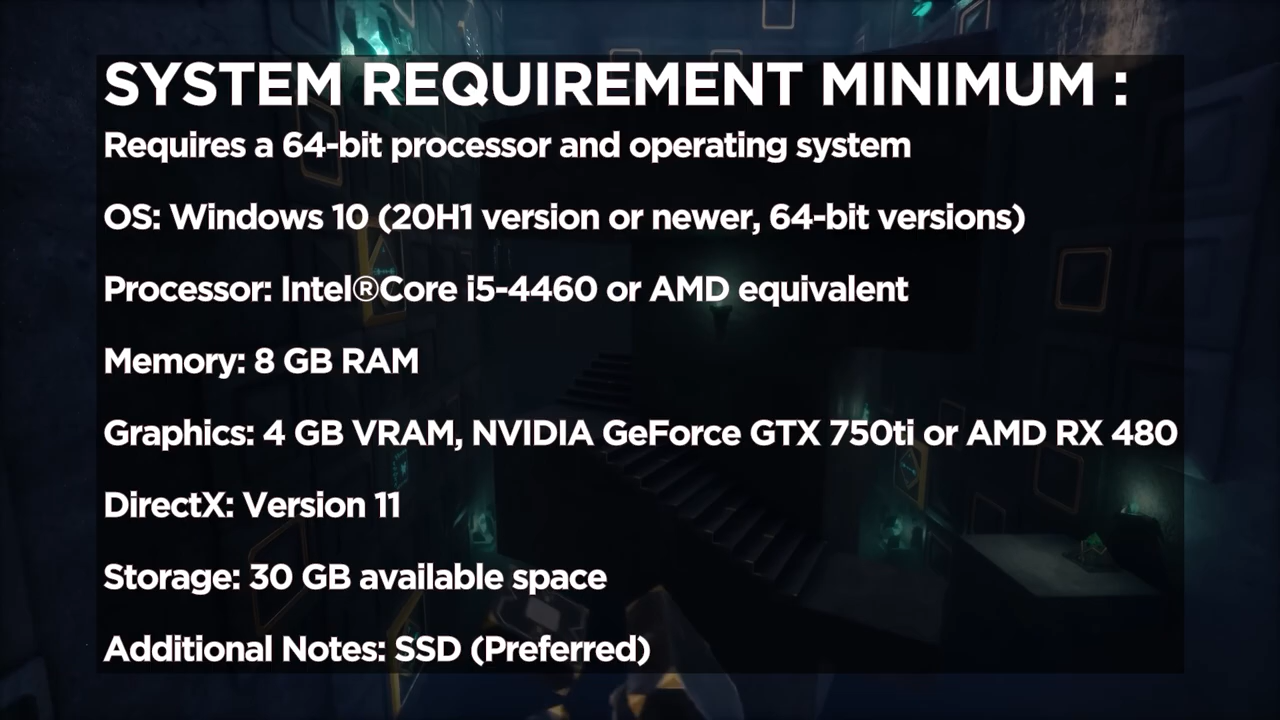 SYSTEM REQUIREMENT MINIMUM :
Requires a 64-bit processor and operating system
OS: Windows 10 (20H1 version or newer, 64-bit versions)
Processor: Intel®Core i5-4460 or AMD equivalent
Memory: 8 GB RAM
Graphics: 4 GB VRAM, NVIDIA GeForce GTX 750ti or AMD RX 480
DirectX: Version 11
Storage: 30 GB available space
Additional Notes: SSD (Preferred)